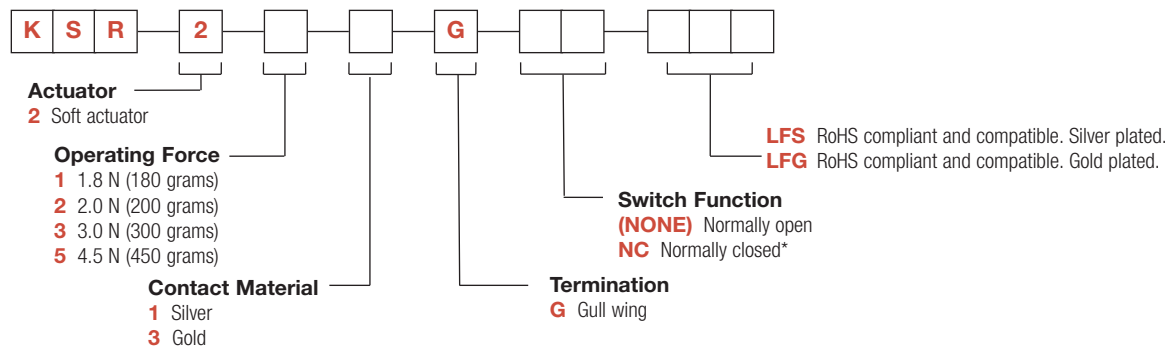 K S R 2 G
Actuator
2 Soft actuator
Operating Force
1 1.8 N (180 grams)
2 2.0 N (200 grams)
3 3.0 N (300 grams)
5 4.5 N (450 grams)
Contact Material
1 Silver
3 Gold
Termination
G Gull wing
Switch Function
(NONE) Normally open
NC Normally closed*
LFS RoHS compliant and compatible. Silver plated.
LFG RoHS compliant and compatible. Gold plated.